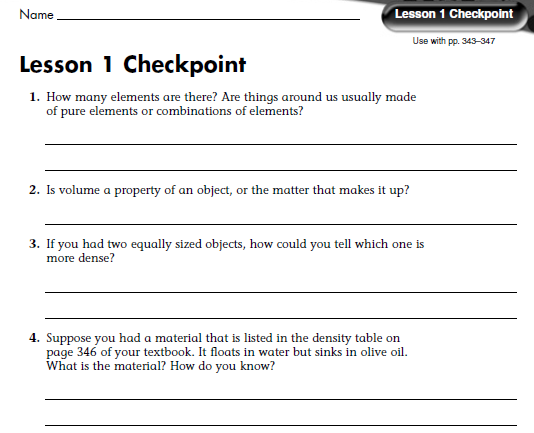 Name
Lesson 1 Checkpoint
Use with pp. 343–347
Lesson 1 Checkpoint
1. How many elements are there? Are things around us usually made
of pure elements or combinations of elements?
2. Is volume a property of an object, or the matter that makes it up?
3. If you had two equally sized objects, how could you tell which one is
more dense?
4. Suppose you had a material that is listed in the density table on
page 346 of your textbook. It floats in water but sinks in olive oil.
What is the material? How do you know?